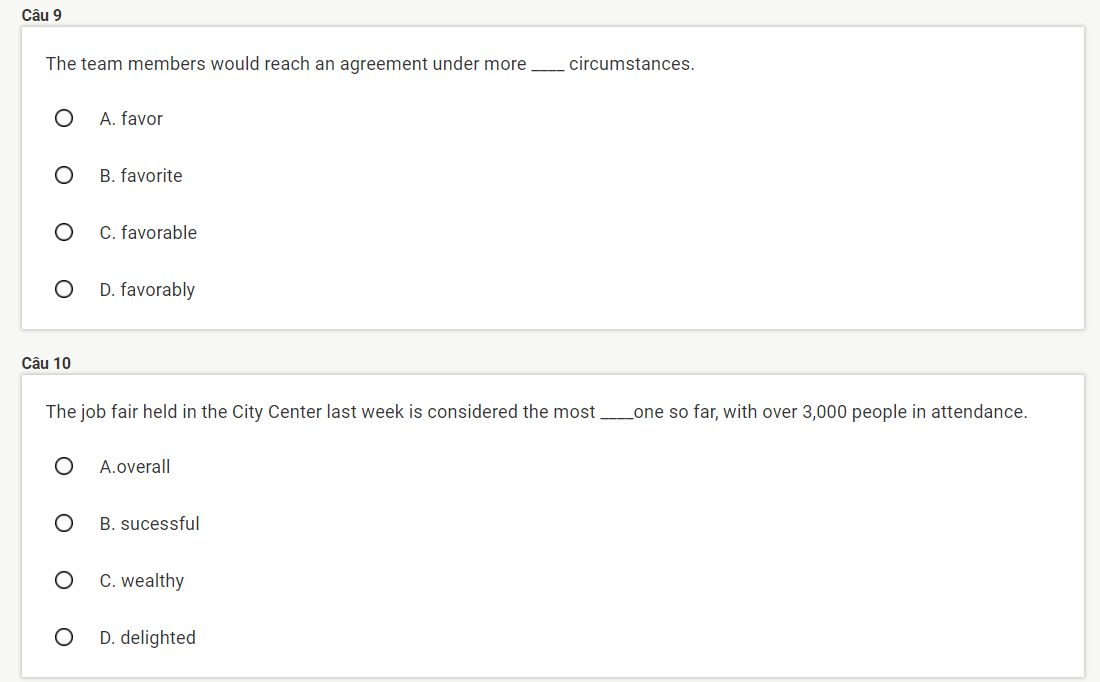 Câu 9
The team members would reach an agreement under more ____ circumstances.
A. favor
B. favorite
C. favorable
D. favorably
Câu 10
The job fair held in the City Center last week is considered the most ____one so far, with over 3,000 people in attendance.
A.overall
B. sucessful
C. wealthy
D. delighted